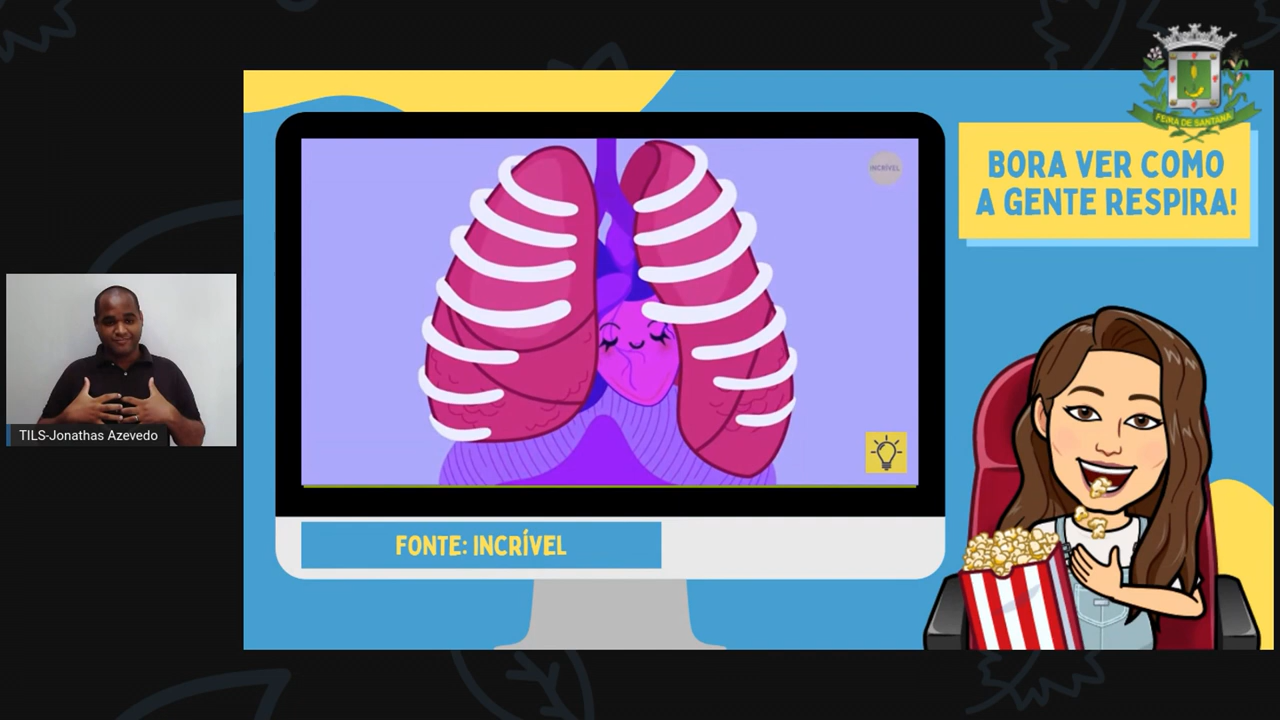 FEIRA DE SANTANA
BORA VER COMO
A GENTE RESPIRA!
INCRÍVEL
TILS-Jonathas Azevedo
FONTE: INCRÍVEL